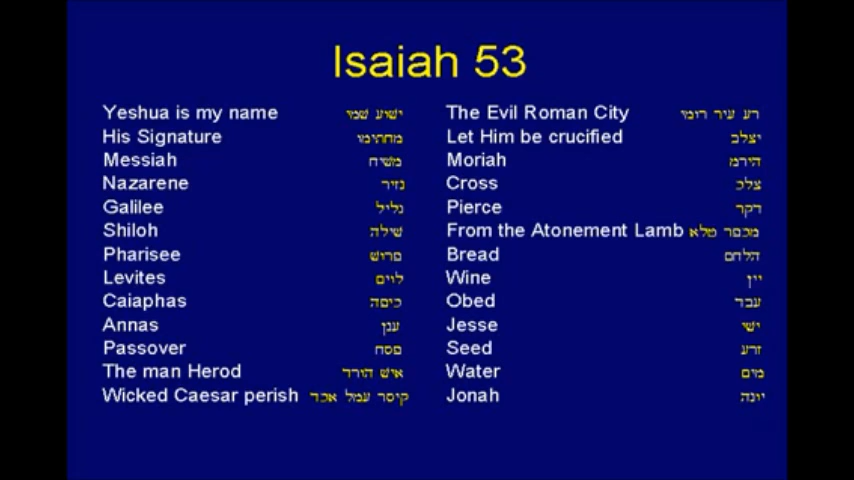 Isaiah 53
Yeshua is my name ישוע שמי
His Signature מחתימו
Messiah משיח
Nazarene נזיר
Galilee גליל
Shiloh שילה
Pharisee פרוש
Levites לוים
Caiaphas כיפה
Annas ענן
Passover פסח
The man Herod איש הורד
Wicked Caesar perish קיסר עמל אבד
The Evil Roman City רע עיר רומי
Let Him be crucified יצלב
Moriah
Cross צלב
Pierce דקר
From the Atonement Lamb מכפר טלא
Bread הלחם
Wine יין
Obed עבד
Jesse ישי
Seed זרע
Water מים
Jonah יונה